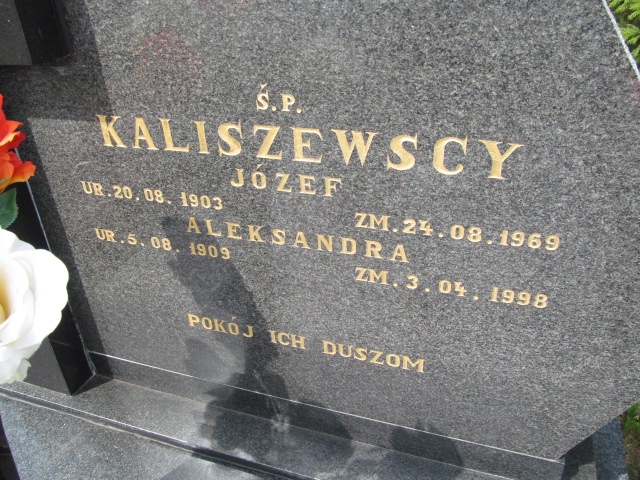 Ś.P.
KALISZEWSCY
JÓZEF
UR.20.08.1903 ZM.24.08.1969
ALEKSANDRA
UR.5.08.1909 ZM.3.04.1998
POKÓJ ICH DUSZOM